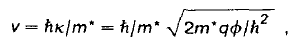 v = ħκ/m* = ħ/m* √2m*qϕ/ħ² ,